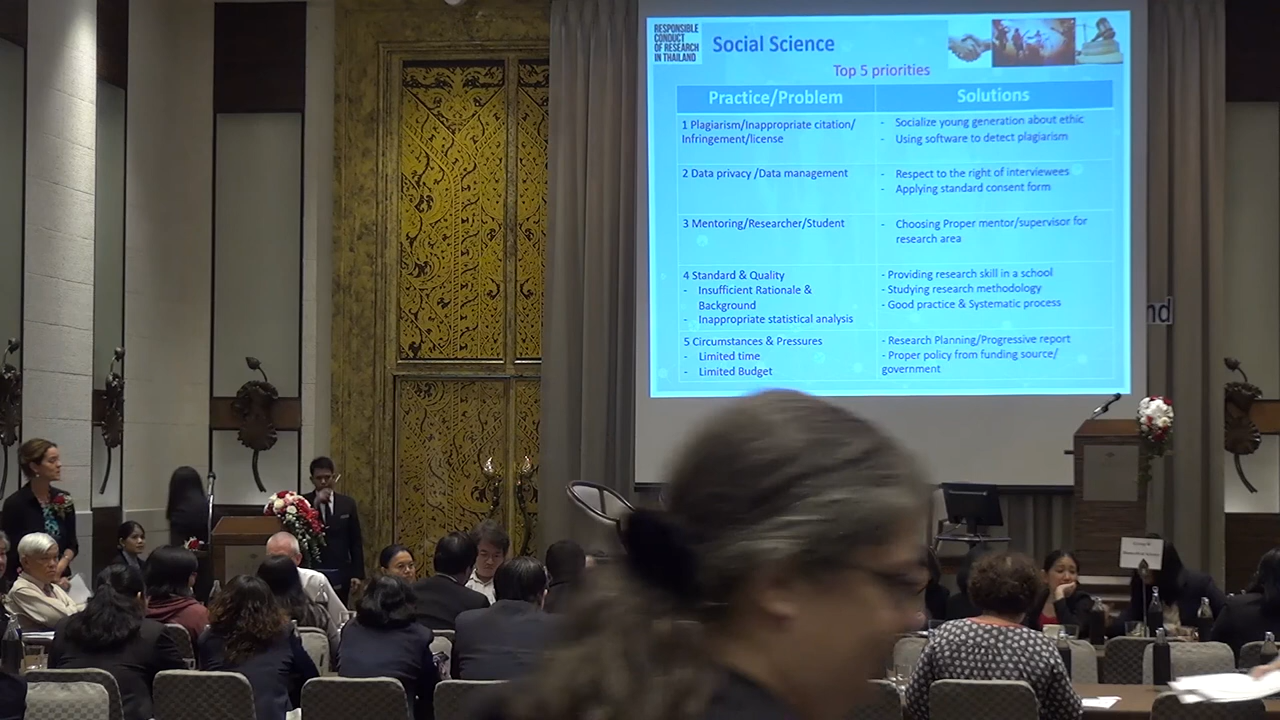 RESPONSIBLE
CONDUCT
OF RESEARCH
IN THAILAND
Social Science
Top 5 priorities
Practice/Problem
Solutions
1 Plagiarism/Inappropriate citation/
Infringement/license
- Socialize young generation about ethic
- Using software to detect plagiarism
2 Data privacy /Data management
- Respect to the right of interviewees
- Applying standard consent form
3 Mentoring/Researcher/Student
- Choosing Proper mentor/supervisor for
research area
4 Standard & Quality
- Insufficient Rationale &
Background
- Inappropriate statistical analysis
- Providing research skill in a school
- Studying research methodology
- Good practice & Systematic process
5 Circumstances & Pressures
- Limited time
- Limited Budget
- Research Planning/Progressive report
- Proper policy from funding source/
government
nd